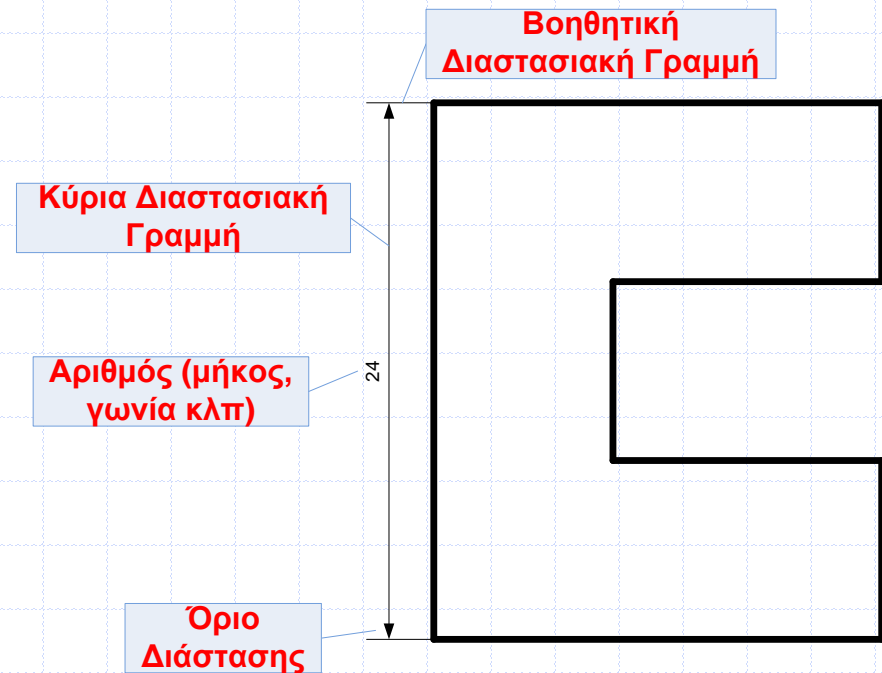 Βοηθητική
Διαστασιακή Γραμμή
Κύρια Διαστασιακή
Γραμμή
Αριθμός (μήκος,
γωνία κλπ)
24
Όριο
Διάστασης